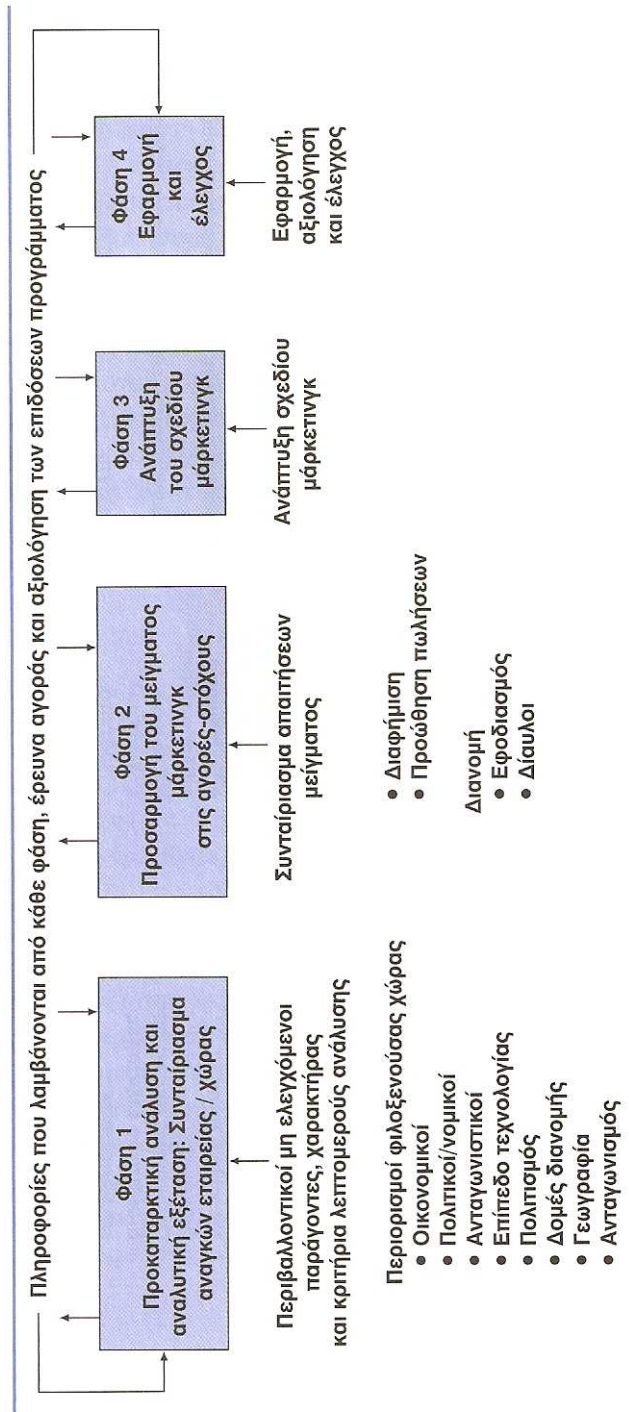 Πληροφορίες που λαμβάνονται από κάθε φάση, έρευνα αγοράς και αξιολόγηση των επιδόσεων προγράμματος
Φάση 1
Προκαταρκτική ανάλυση και
αναλυτική εξέταση: Συνταίριασμα
αναγκών εταιρείας / χώρας
Περιβαλλοντικοί μη ελεγχόμενοι
παράγοντες, χαρακτήρας
και κριτήρια λεπτομερούς ανάλυσης
Περιορισμοί φιλοξενούσας χώρας
• Οικονομικοί
• Πολιτικοί/νομικοί
• Ανταγωνιστικοί
• Επίπεδο τεχνολογίας
• Πολιτισμός
• Δομές διανομής
• Γεωγραφία
• Ανταγωνισμός
Φάση 2
Προσαρμογή του μείγματος
μάρκετινγκ
στις αγορές-στόχους
Συνταίριασμα απαιτήσεων
μείγματος
• Διαφήμιση
• Προώθηση πωλήσεων
Διανομή
• Εφοδιασμός
• Δίαυλοι
Φάση 3
Ανάπτυξη
του σχεδίου
μάρκετινγκ
Ανάπτυξη σχεδίου
μάρκετινγκ
Φάση 4
Εφαρμογή
και
έλεγχος
Εφαρμογή,
αξιολόγηση
και έλεγχος